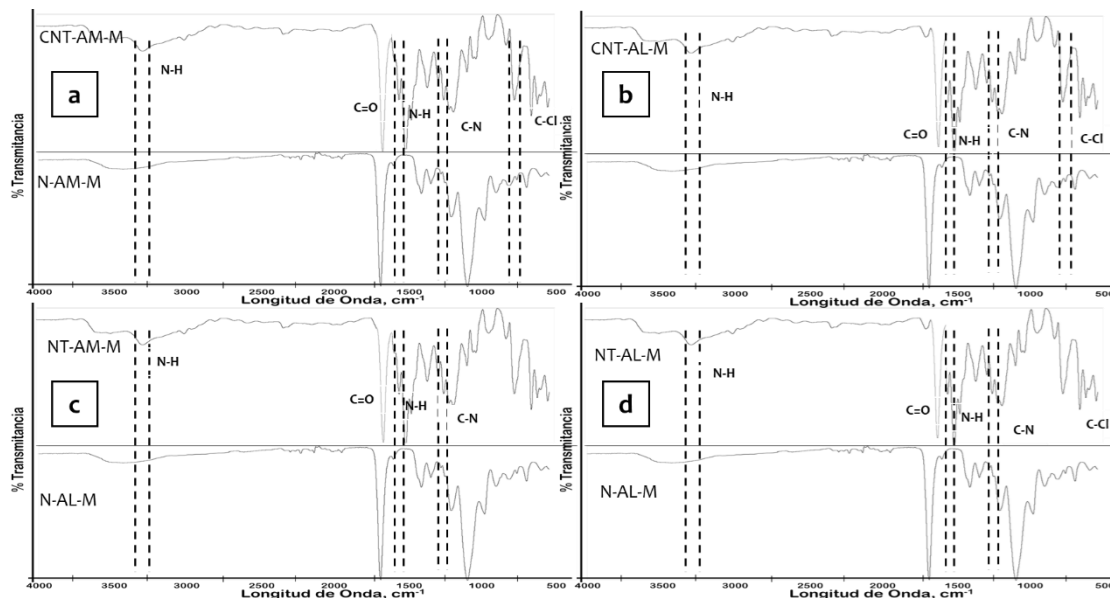 CNT-AM-M
a
N-H
C=O
N-H
C-N
C-Cl
N-AM-M
% Transmitancia
4000 3500 3000 2500 2000 1500 1000 500
Longitud de Onda, cm-1
CNT-AL-M
b
N-H
C=O
N-H
C-N
C-Cl
N-AM-M
% Transmitancia
4000 3500 3000 2500 2000 1500 1000 500
Longitud de Onda, cm-1
NT-AM-M
c
N-H
C=O
N-H
C-N
N-AL-M
% Transmitancia
4000 3500 3000 2500 2000 1500 1000 500
Longitud de Onda, cm-1
NT-AL-M
d
N-H
C=O
N-H
C-N
C-Cl
N-AL-M
% Transmitancia
4000 3500 3000 2500 2000 1500 1000 500
Longitud de Onda, cm-1